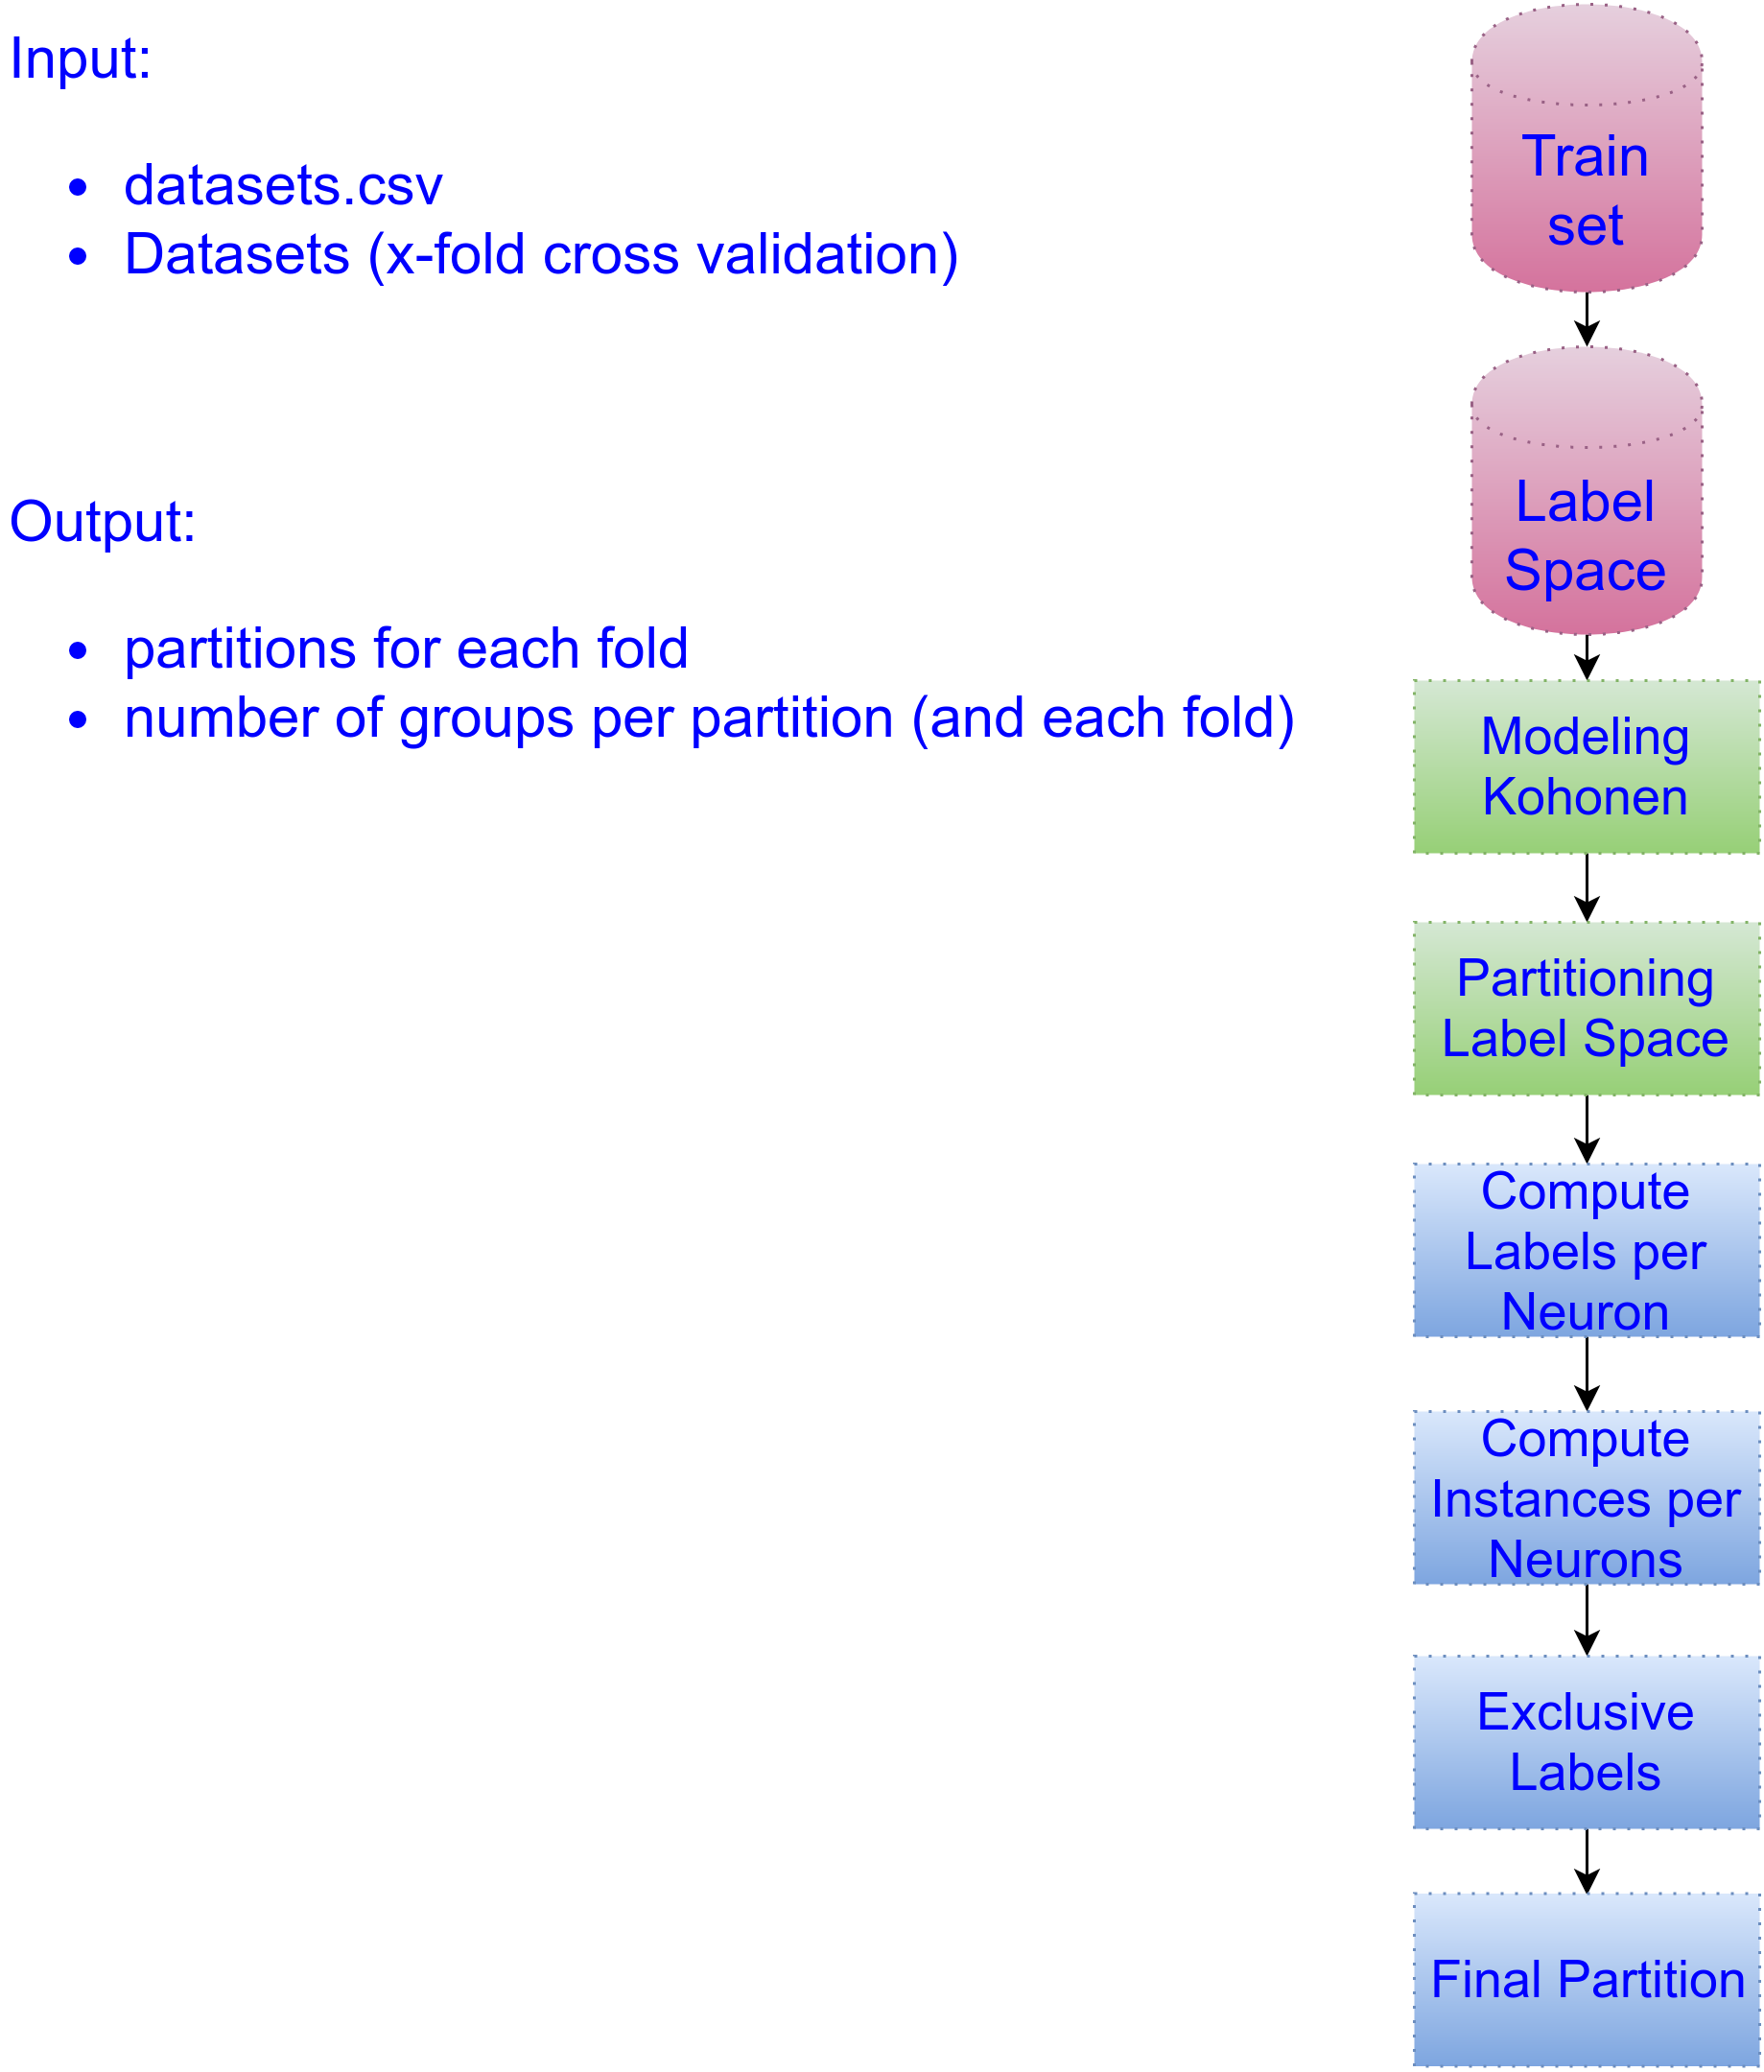 Input:
datasets.csv
Datasets (x-fold cross validation)
Output:
partitions for each fold
number of groups per partition (and each fold)
Train
set
Label
Space
Modeling
Kohonen
Partitioning
Label Space
Compute
Labels per
Neuron
Compute
Instances per
Neurons
Exclusive
Labels
Final Partition